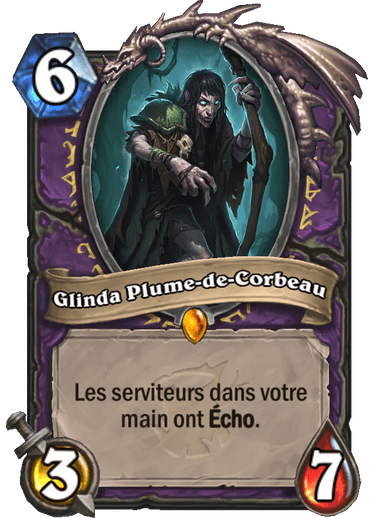 6
Glinda Plume-de-Corbeau
Les serviteurs dans votre
main ont Écho.
3
7